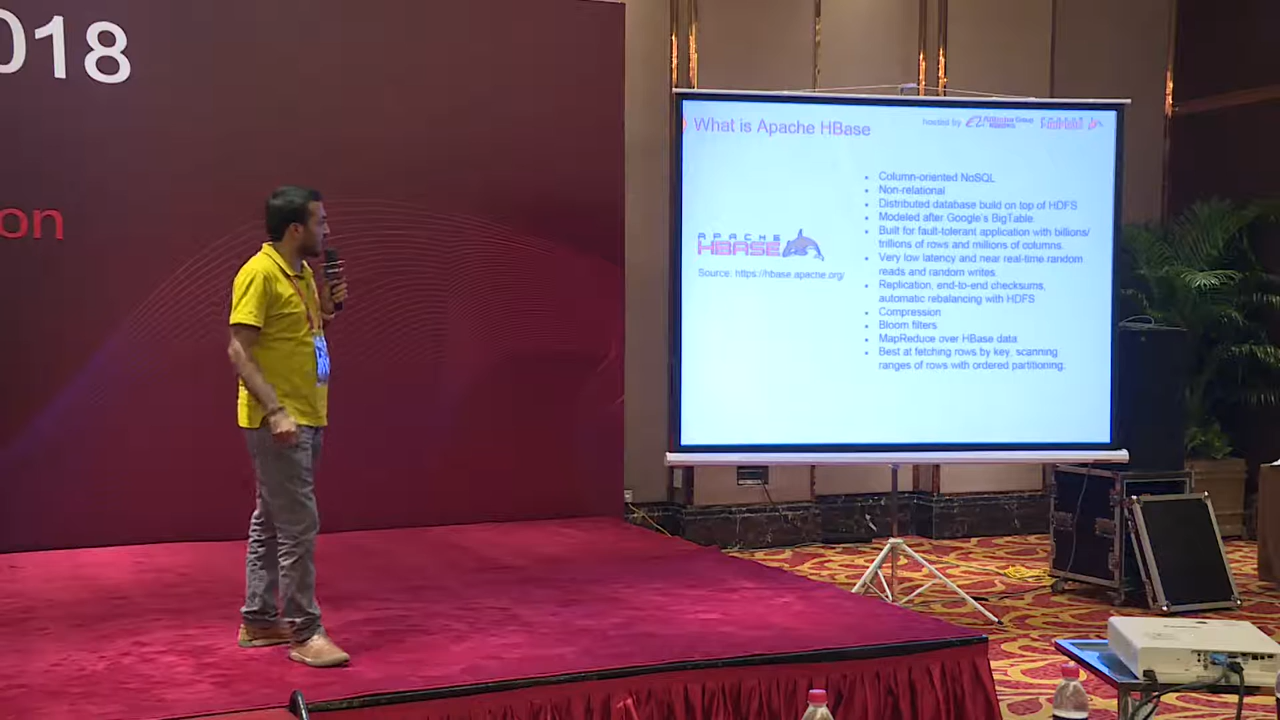 018
on
What is Apache HBase
hosted by
Alibaba Group
APACHE
HBASE
Source: https://hbase.apache.org/
• Column-oriented NoSQL
• Non-relational
• Distributed database build on top of HDFS
• Modeled after Google's BigTable
• Built for fault-tolerant application with billions/
trillions of rows and millions of columns.
• Very low latency and near real-time random
reads and random writes.
• Replication, end-to-end checksums,
automatic rebalancing with HDFS
• Compression
• Bloom filters
• MapReduce over HBase data
• Best at fetching rows by key, scanning
ranges of rows with ordered partitioning.